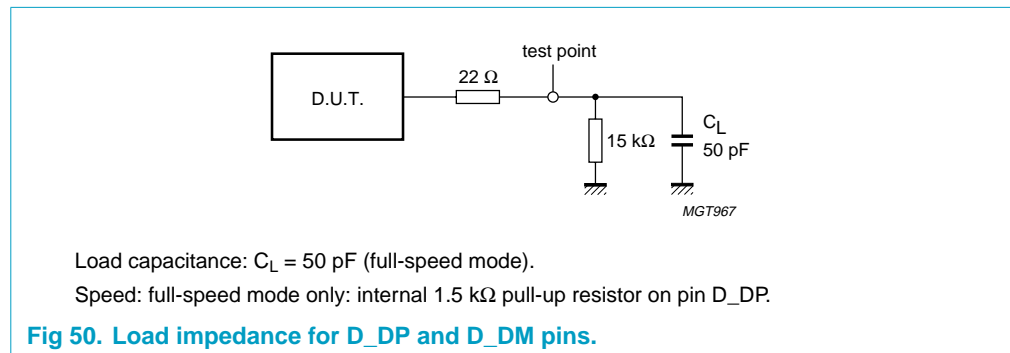 test point
22 Ω
D.U.T.
15 kΩ
C_L
50 pF
MGT967
Load capacitance: C_L = 50 pF (full-speed mode).
Speed: full-speed mode only: internal 1.5 kΩ pull-up resistor on pin D_DP.
Fig 50. Load impedance for D_DP and D_DM pins.